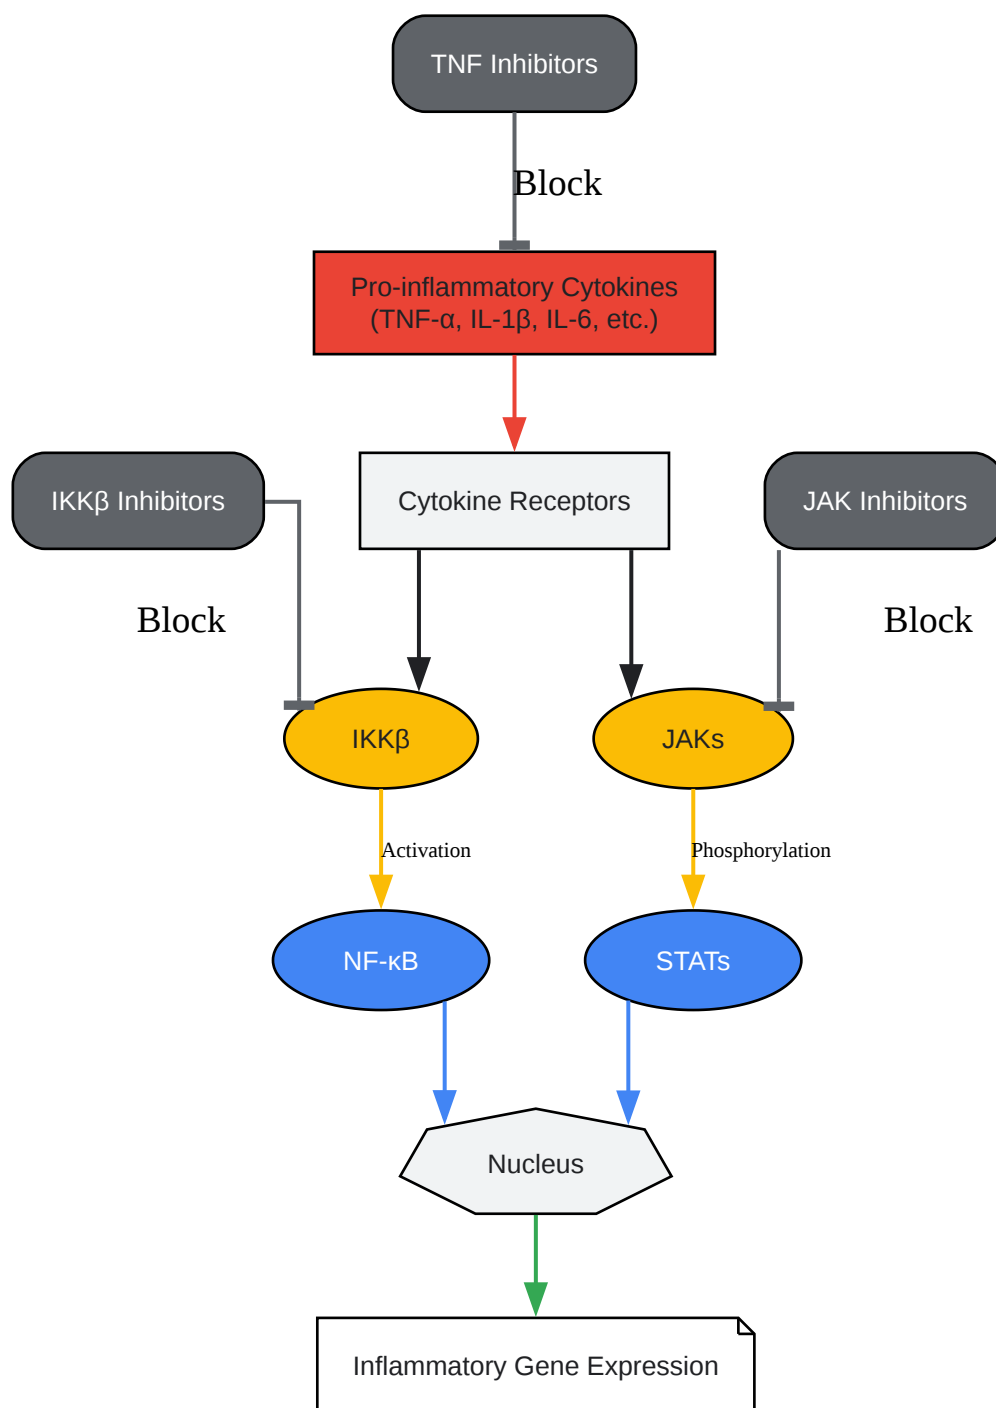 TNF Inhibitors
Block
Pro-inflammatory Cytokines
(TNF-α, IL-1β, IL-6, etc.)
IKKβ Inhibitors
Cytokine Receptors
JAK Inhibitors
Block
Block
IKKβ
JAKs
Activation
Phosphorylation
NF-κB
STATs
Nucleus
Inflammatory Gene Expression